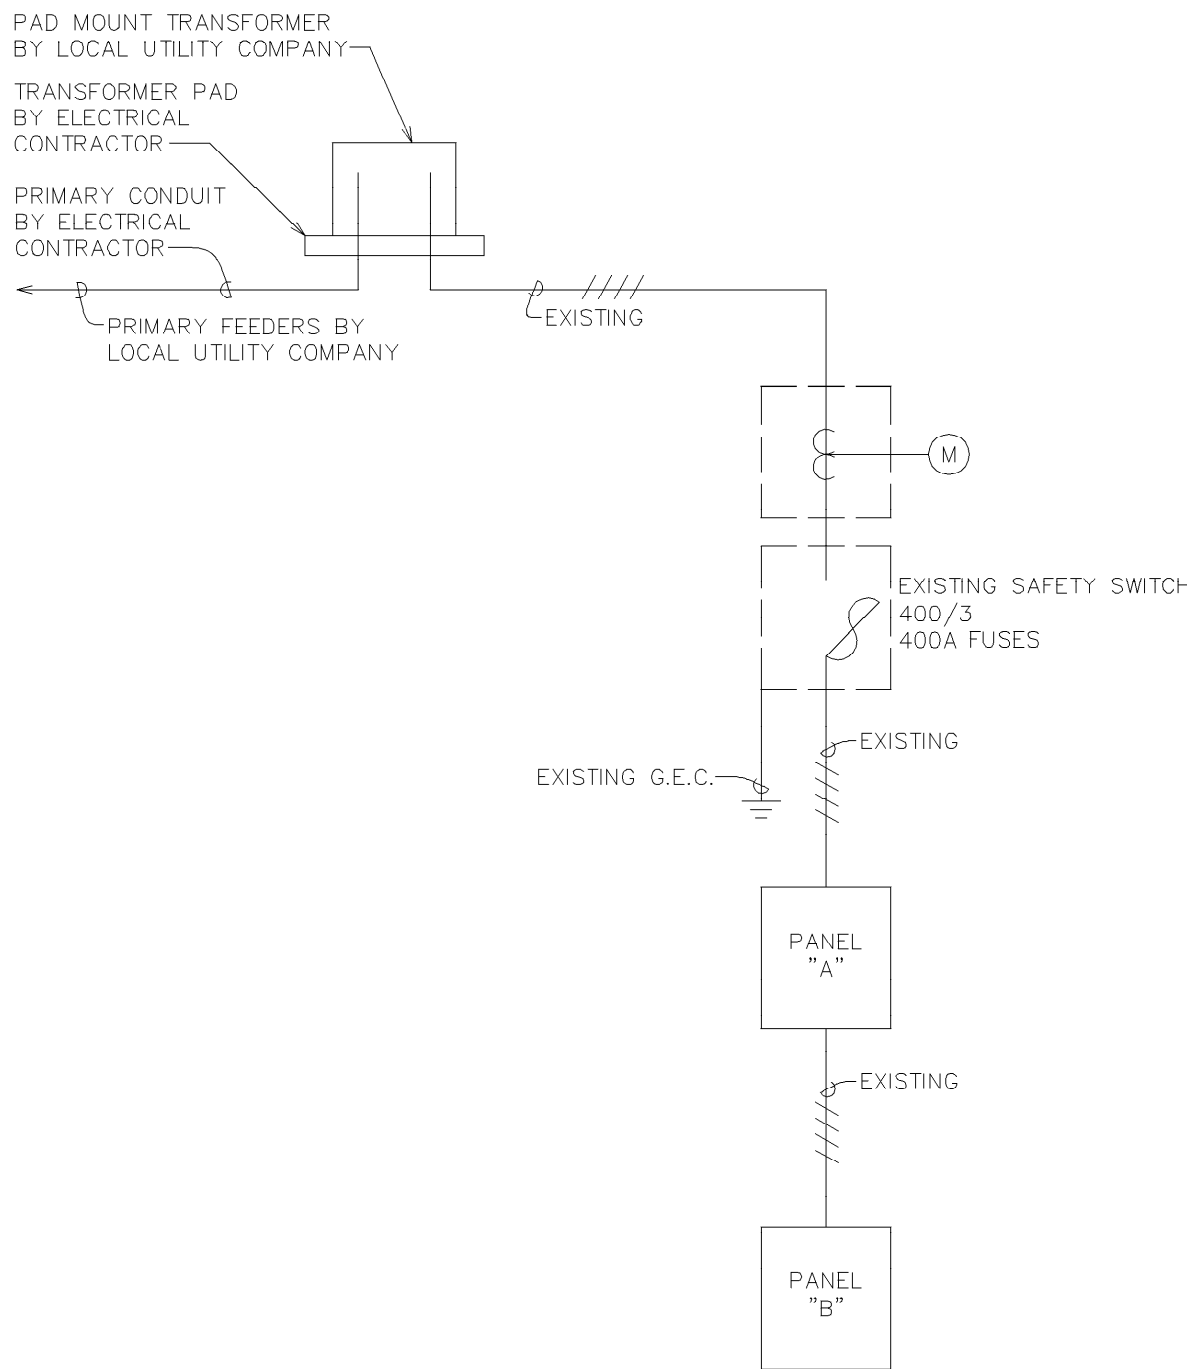 PAD MOUNT TRANSFORMER
BY LOCAL UTILITY COMPANY
TRANSFORMER PAD
BY ELECTRICAL
CONTRACTOR
PRIMARY CONDUIT
BY ELECTRICAL
CONTRACTOR
PRIMARY FEEDERS BY
LOCAL UTILITY COMPANY
EXISTING
M
EXISTING SAFETY SWITCH
400/3
400A FUSES
EXISTING
EXISTING G.E.C.
PANEL
"A"
EXISTING
PANEL
"B"